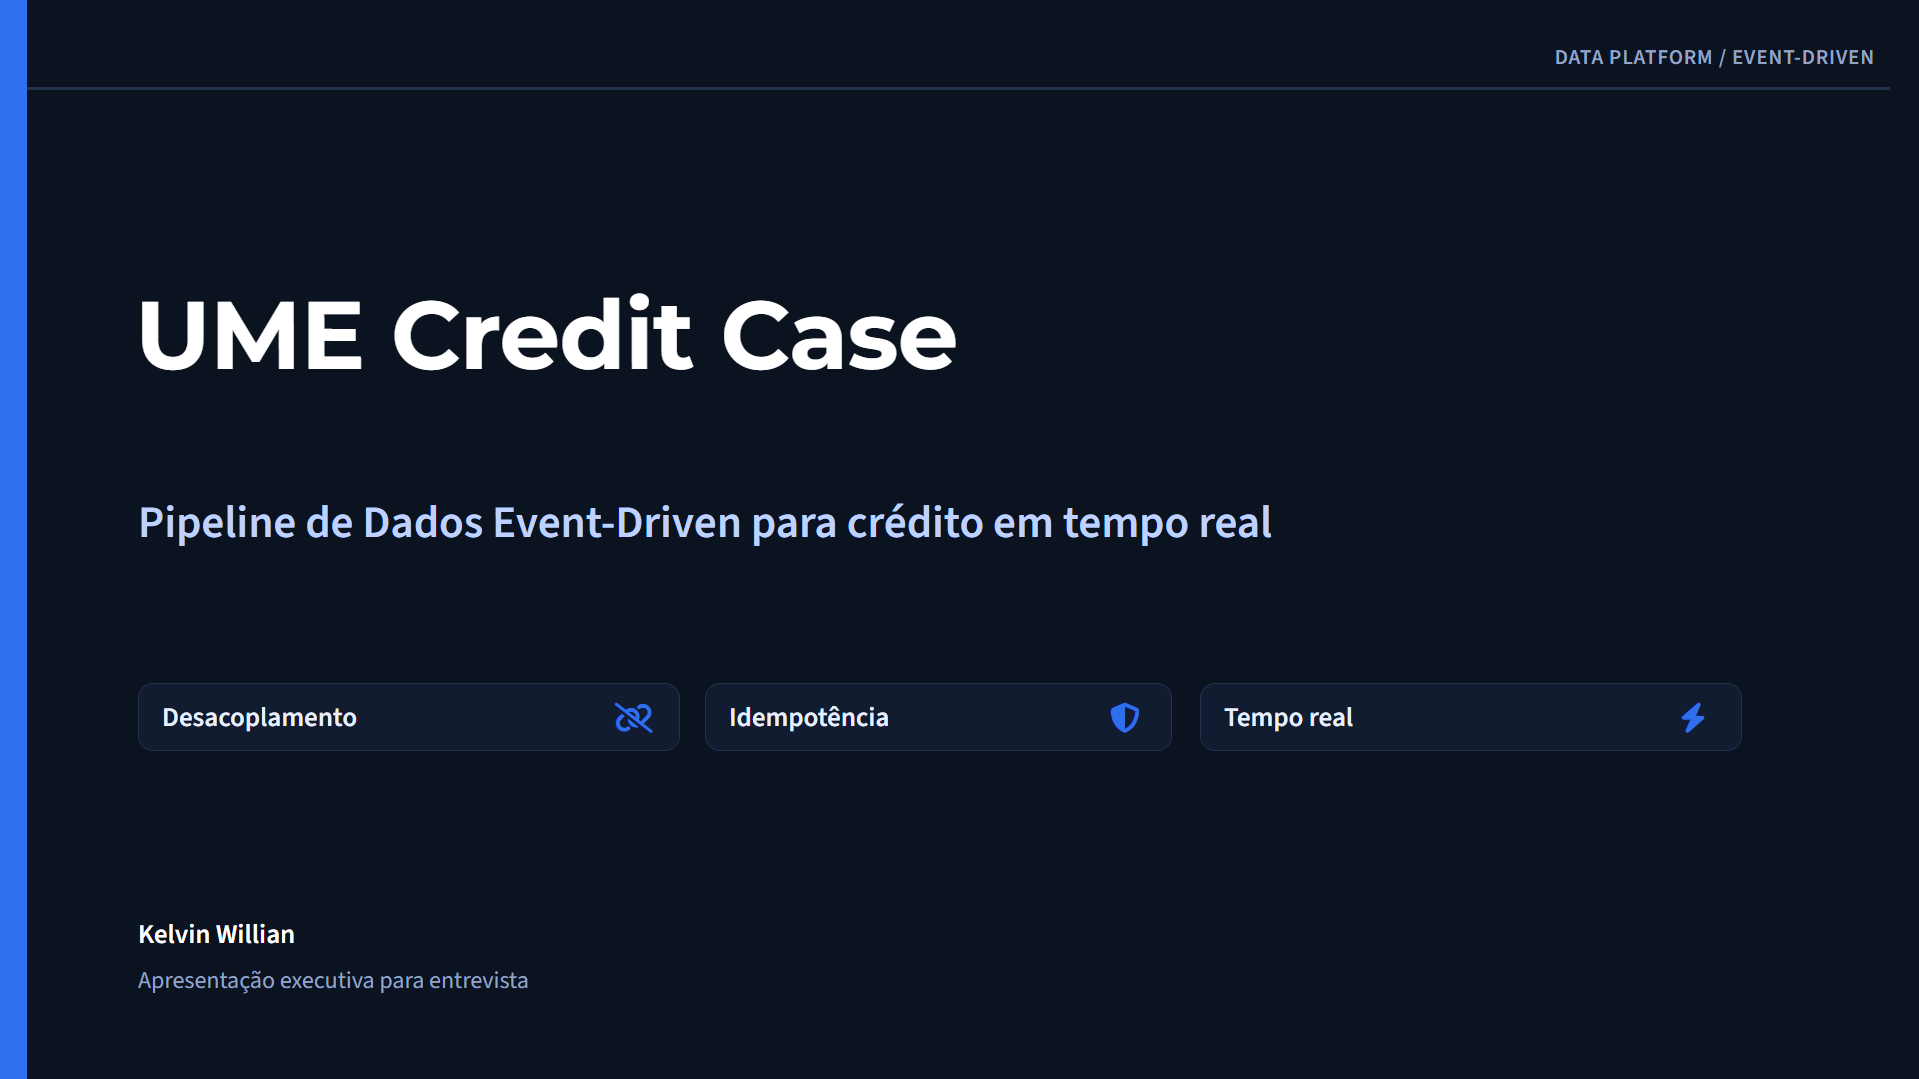 DATA PLATFORM / EVENT-DRIVEN
UME Credit Case
Pipeline de Dados Event-Driven para crédito em tempo real
Desacoplamento
Idempotência
Tempo real
Kelvin Willian
Apresentação executiva para entrevista